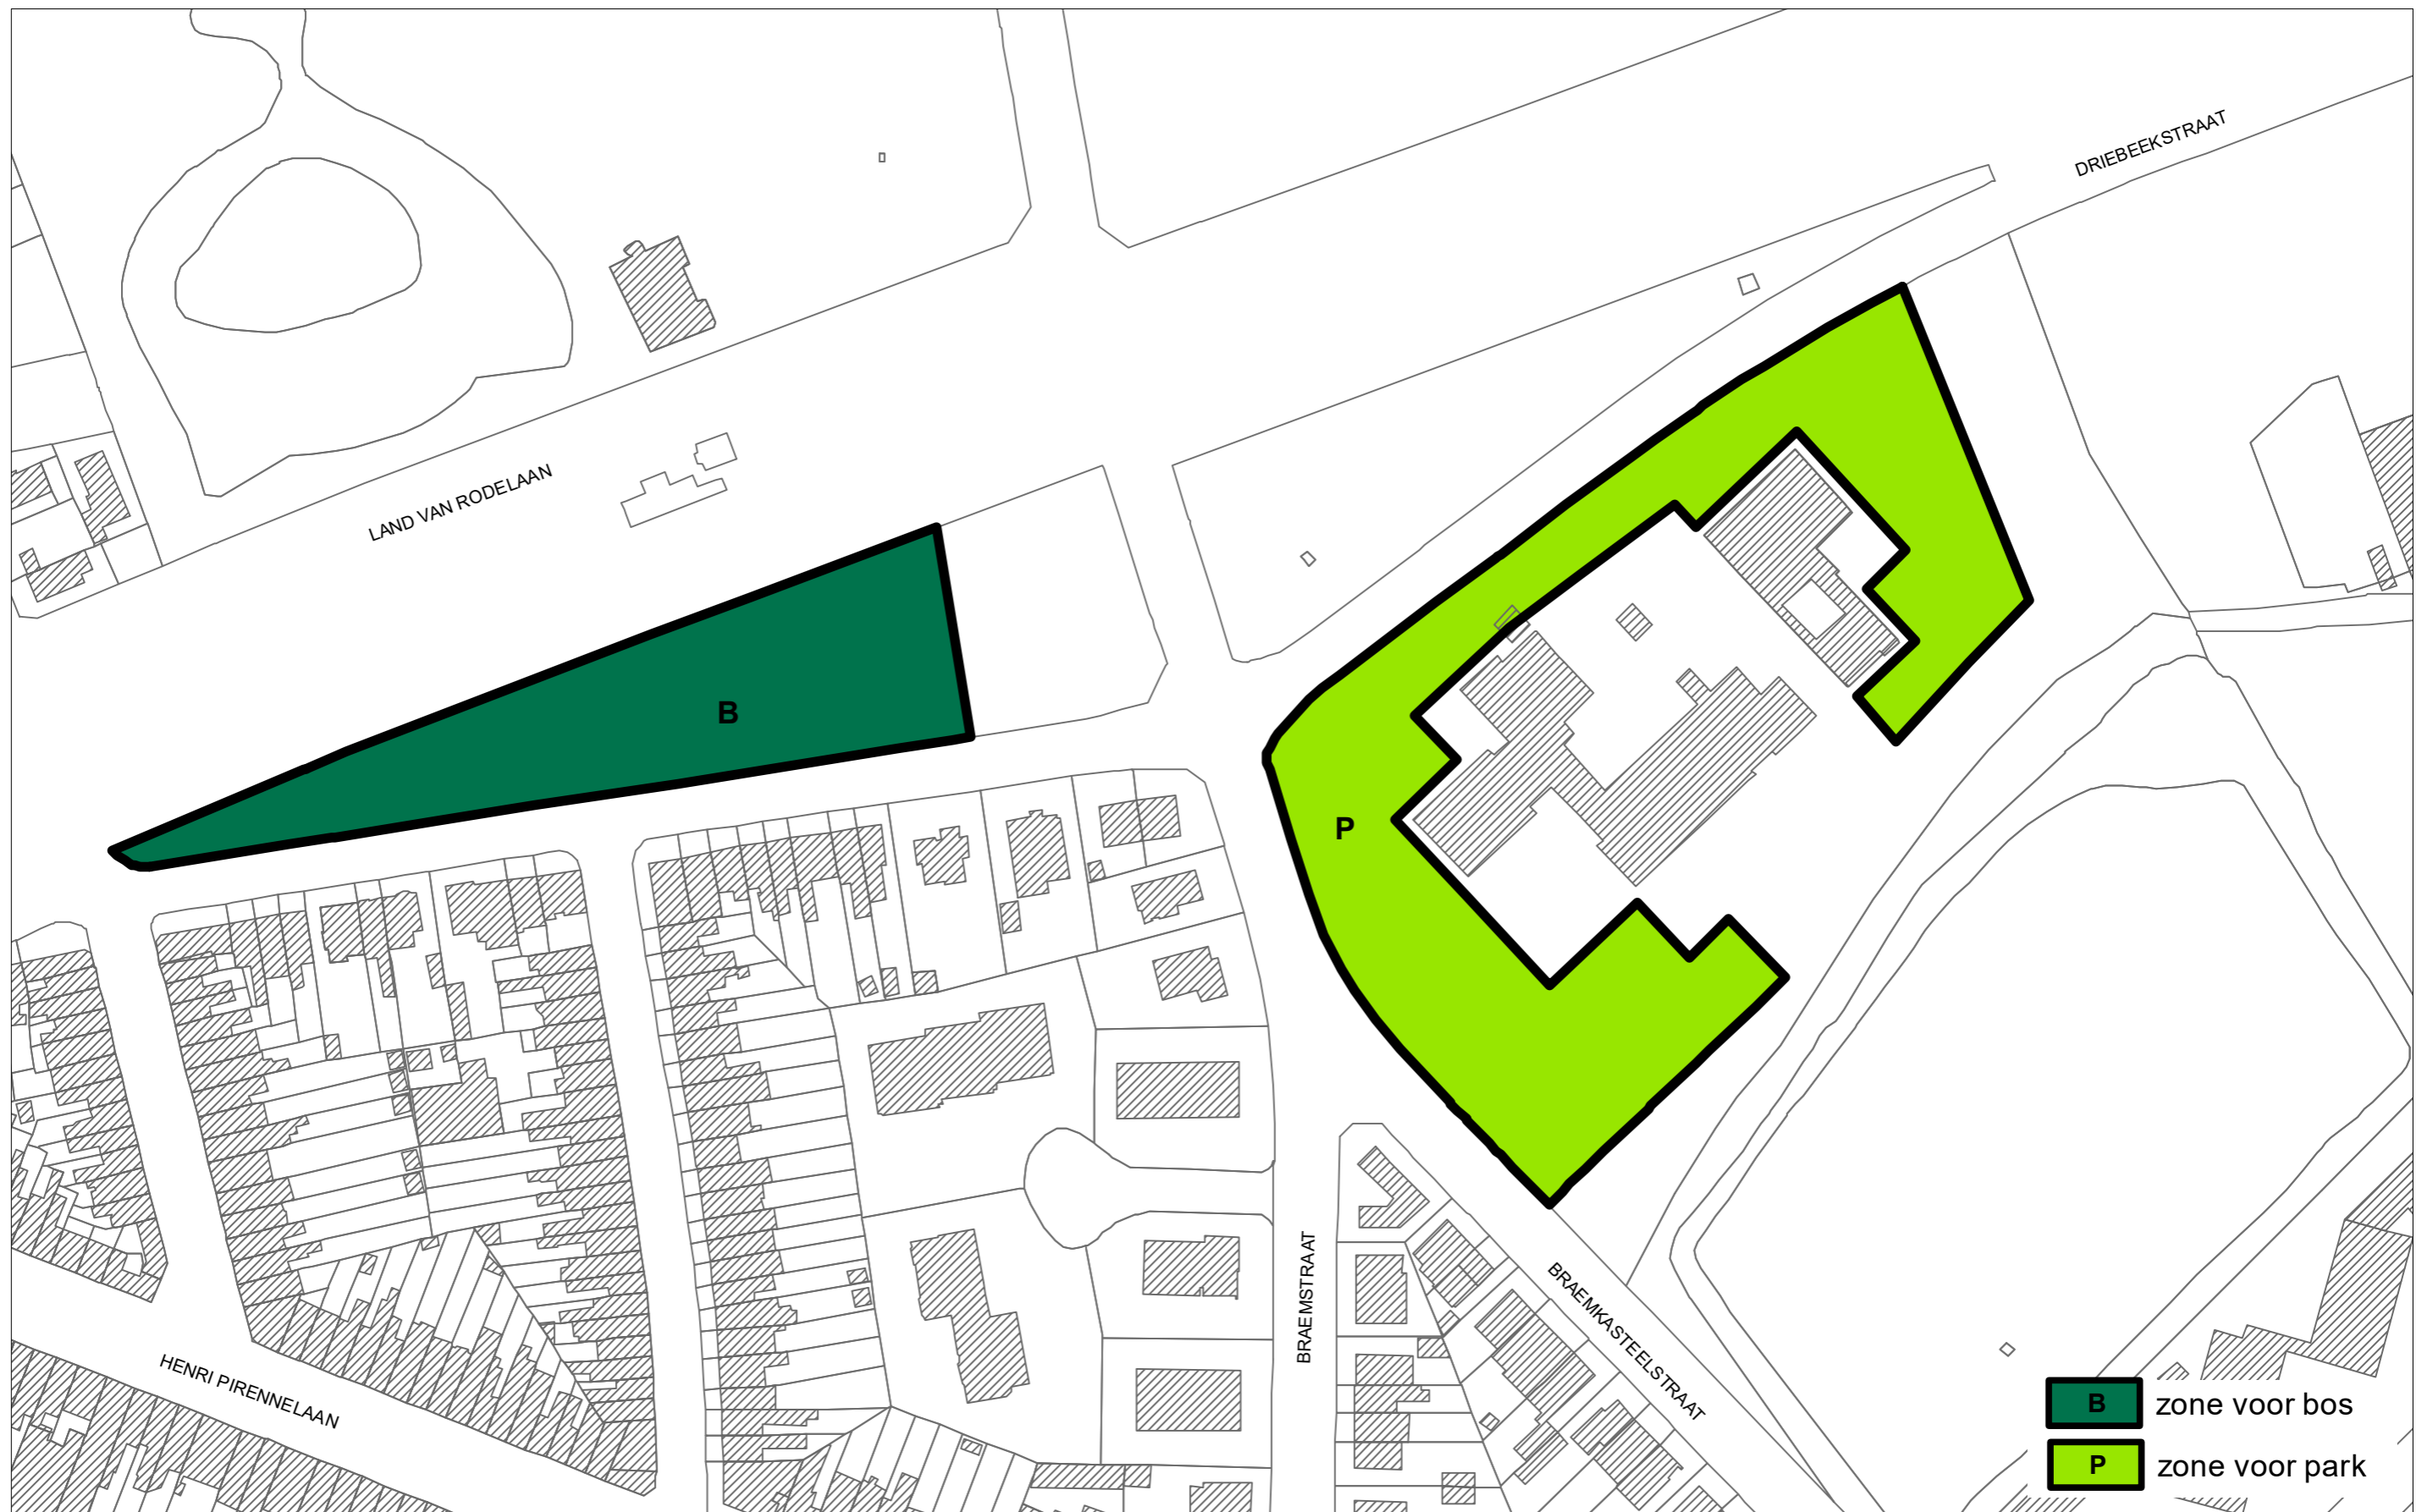 DRIEBEEKSTRAAT
LAND VAN RODELAAN
B
P
BRAEMSTRAAT
BRAEMKASTEELSTRAAT
HENRI PIRENNELAAN
B zone voor bos
P zone voor park